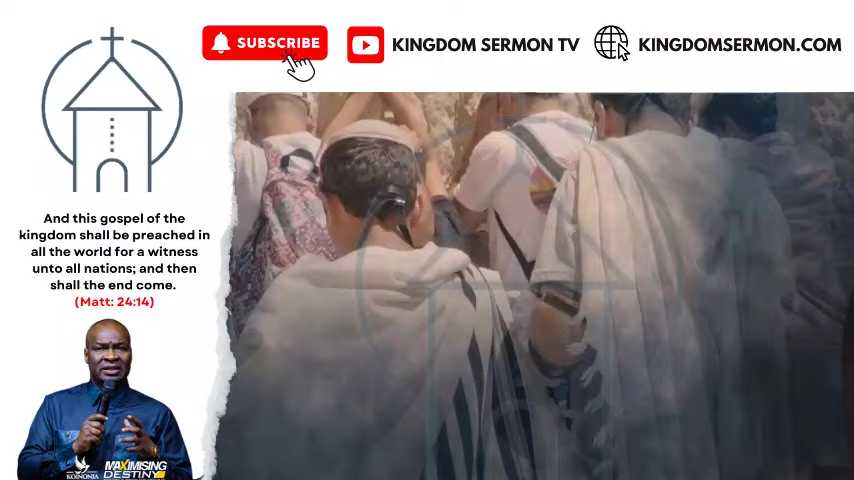 SUBSCRIBE
KINGDOM SERMON TV
KINGDOMSERMON.COM
And this gospel of the
kingdom shall be preached in
all the world for a witness
unto all nations; and then
shall the end come.
(Matt: 24:14)
KOINONIA
MAXIMISING
DESTINY